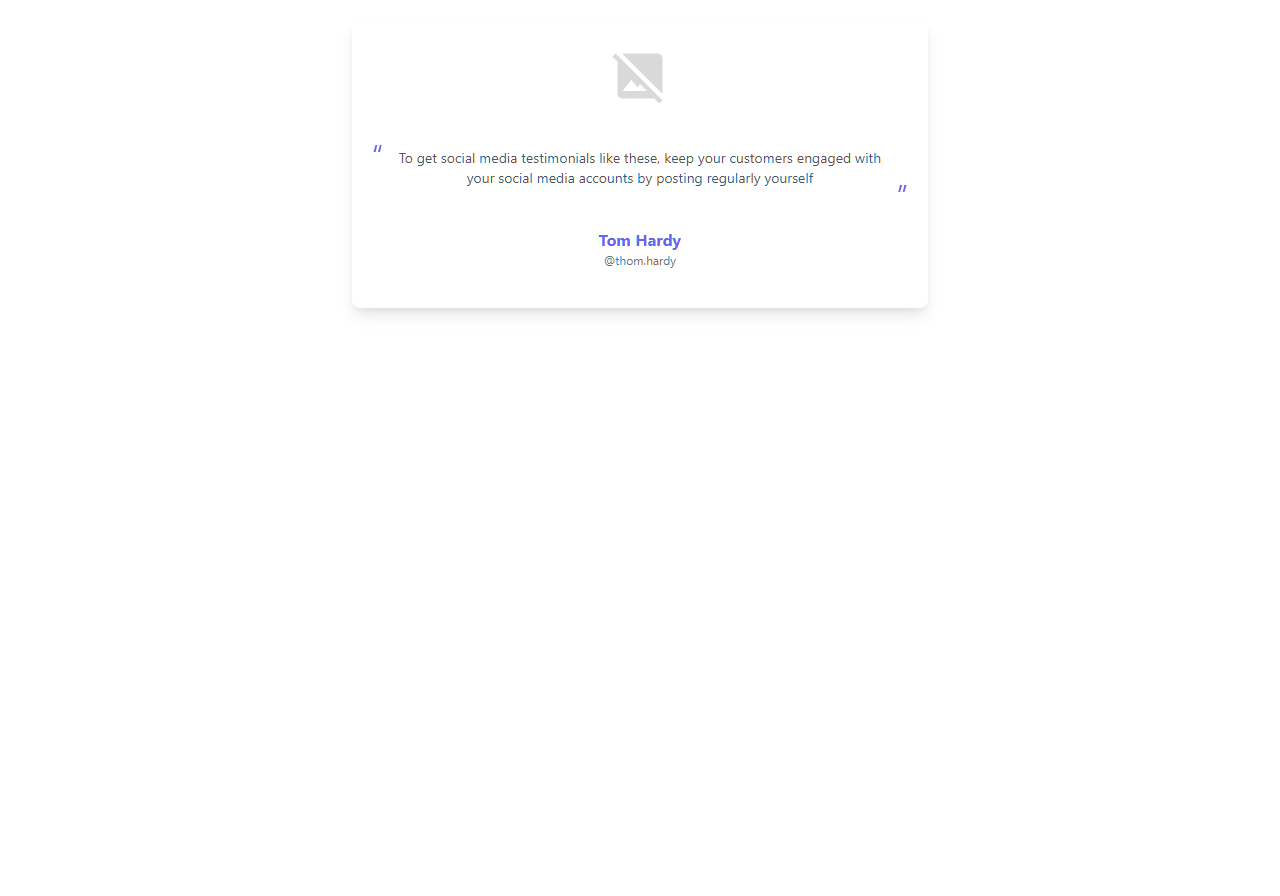 “ To get social media testimonials like these, keep your customers engaged with
your social media accounts by posting regularly yourself ”
Tom Hardy
@thom.hardy